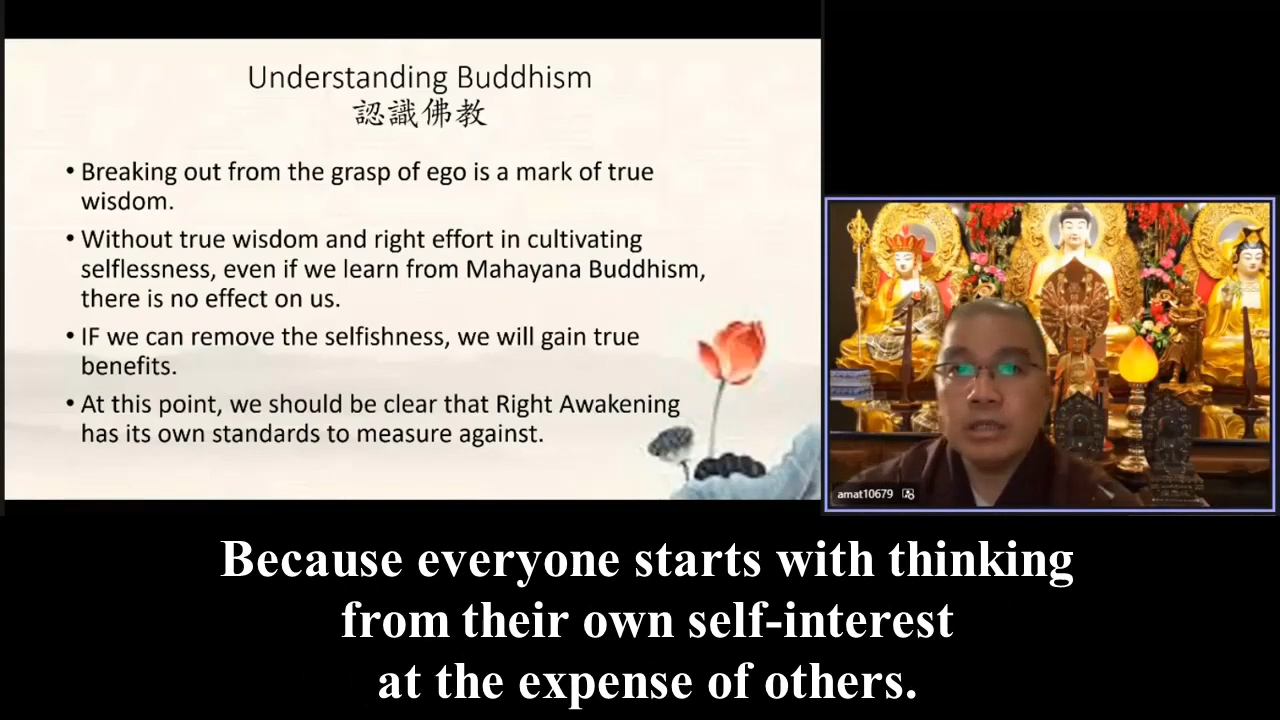 Understanding Buddhism
認識佛教
• Breaking out from the grasp of ego is a mark of true
wisdom.
• Without true wisdom and right effort in cultivating
selflessness, even if we learn from Mahayana Buddhism,
there is no effect on us.
• IF we can remove the selfishness, we will gain true
benefits.
• At this point, we should be clear that Right Awakening
has its own standards to measure against.
amat10679
Because everyone starts with thinking
from their own self-interest
at the expense of others.